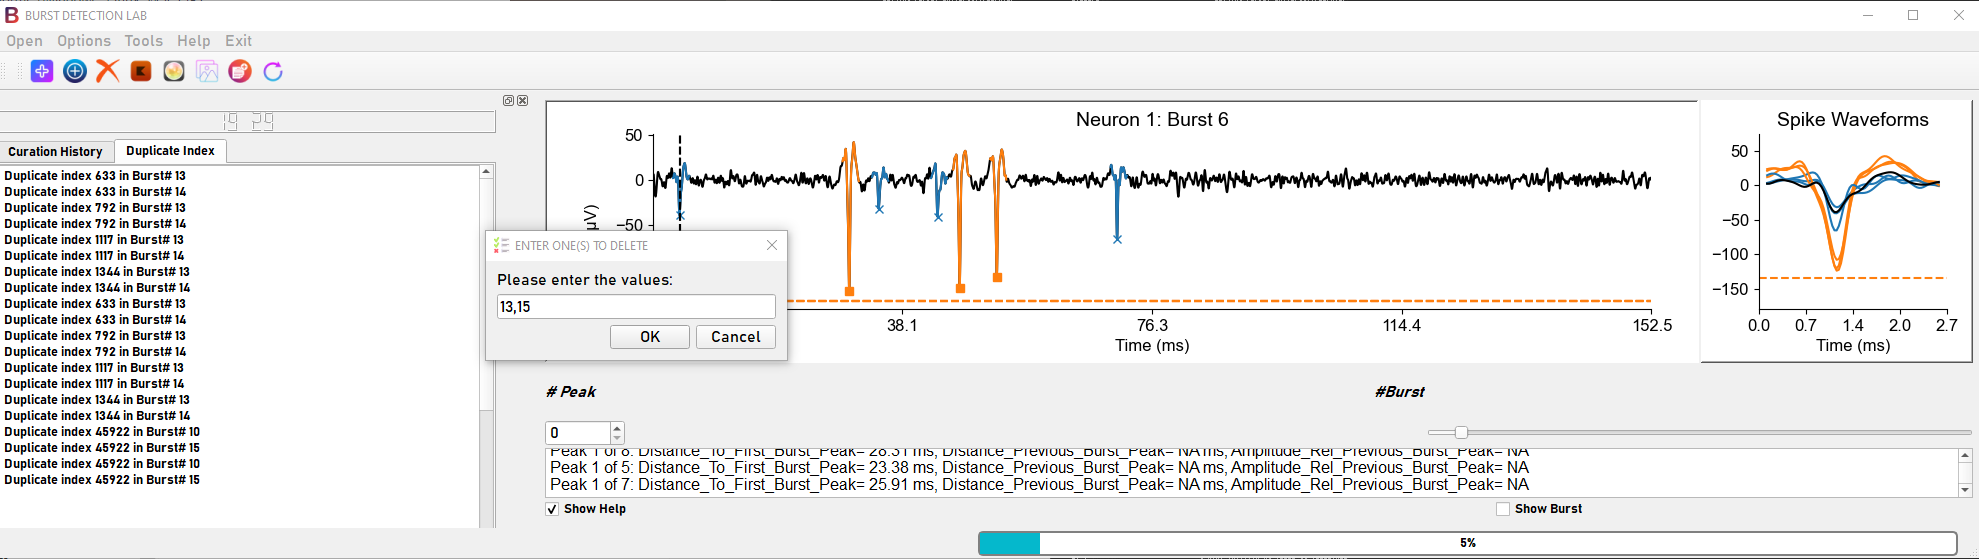 BURST DETECTION LAB
Open Options Tools Help Exit
19 29
Curation History Duplicate Index
Duplicate index 633 in Burst# 13
Duplicate index 633 in Burst# 14
Duplicate index 792 in Burst# 13
Duplicate index 792 in Burst# 14
Duplicate index 1117 in Burst# 13
Duplicate index 1117 in Burst# 14
Duplicate index 1344 in Burst# 13
Duplicate index 1344 in Burst# 14
Duplicate index 633 in Burst# 13
Duplicate index 633 in Burst# 14
Duplicate index 792 in Burst# 13
Duplicate index 792 in Burst# 14
Duplicate index 1117 in Burst# 13
Duplicate index 1117 in Burst# 14
Duplicate index 1344 in Burst# 13
Duplicate index 1344 in Burst# 14
Duplicate index 45922 in Burst# 10
Duplicate index 45922 in Burst# 15
Duplicate index 45922 in Burst# 10
Duplicate index 45922 in Burst# 15
Neuron 1: Burst 6
50
0
−50
µV)
38.1 76.3 114.4 152.5
Time (ms)
ENTER ONE(S) TO DELETE
Please enter the values:
13,15
OK Cancel
Spike Waveforms
50
0
−50
−100
−150
0.0 0.7 1.4 2.0 2.7
Time (ms)
# Peak
#Burst
0
Peak 1 of 8: Distance_To_First_Burst_Peak= 28.31 ms, Distance_Previous_Burst_Peak= NA ms, Amplitude_Rel_Previous_Burst_Peak= NA
Peak 1 of 5: Distance_To_First_Burst_Peak= 23.38 ms, Distance_Previous_Burst_Peak= NA ms, Amplitude_Rel_Previous_Burst_Peak= NA
Peak 1 of 7: Distance_To_First_Burst_Peak= 25.91 ms, Distance_Previous_Burst_Peak= NA ms, Amplitude_Rel_Previous_Burst_Peak= NA
Show Help
Show Burst
5%